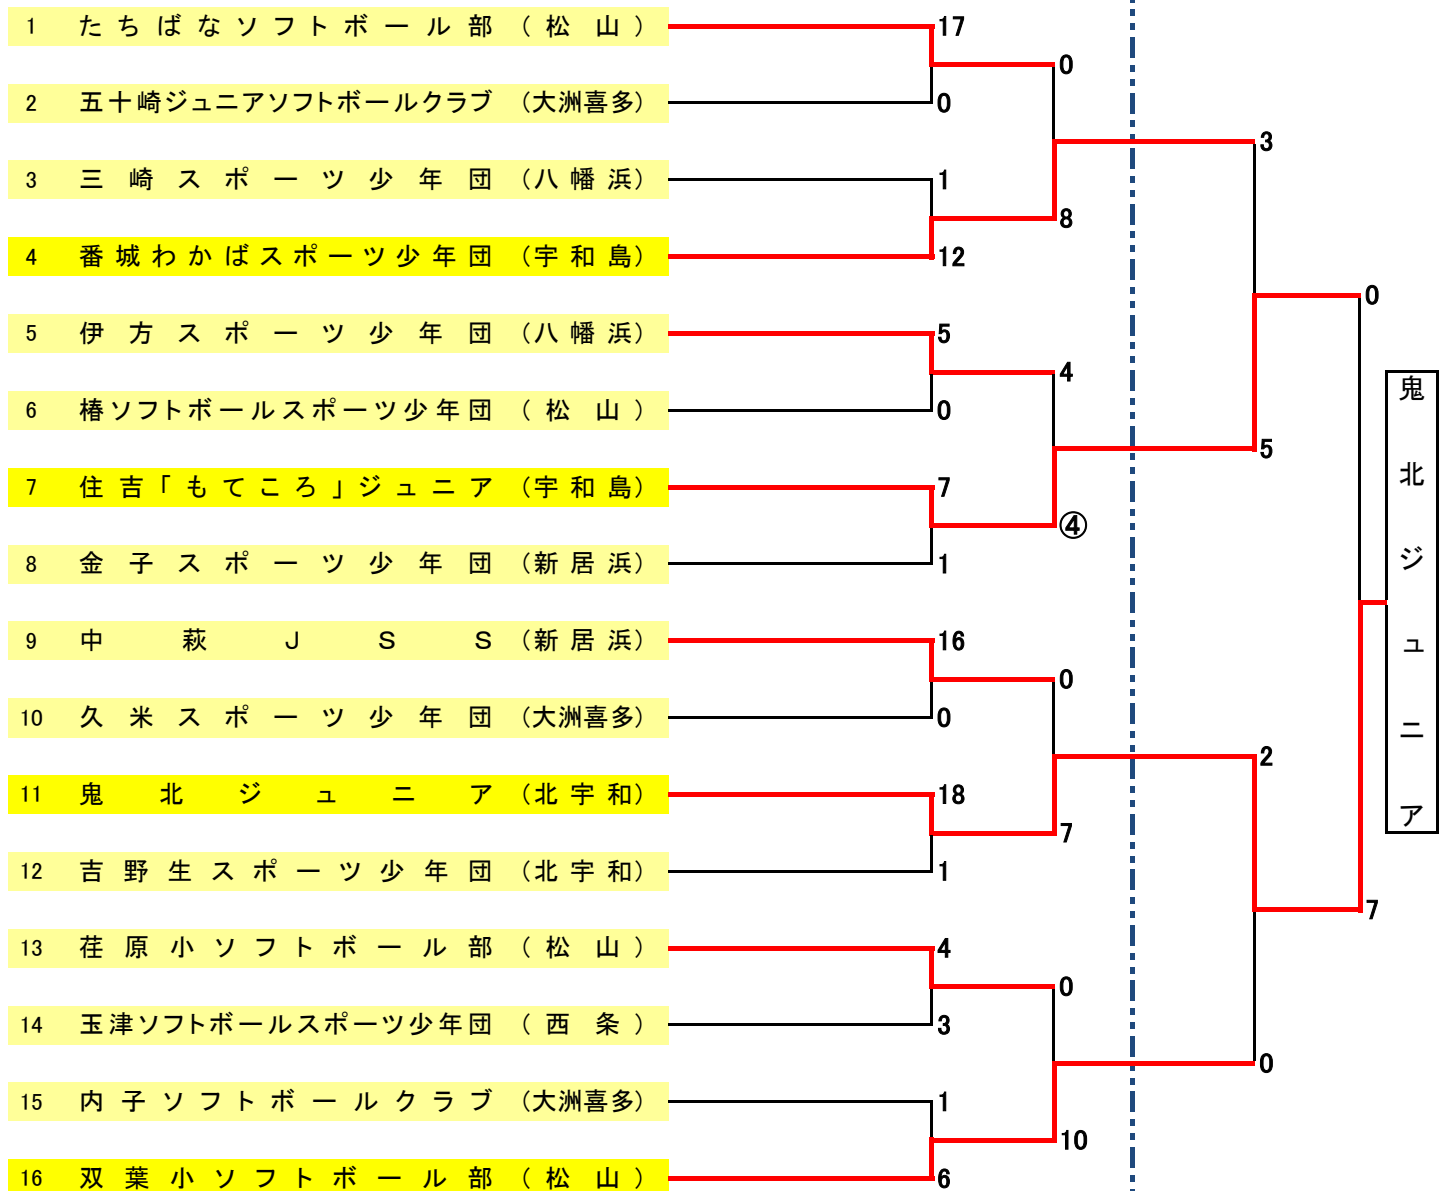 1 たちばなソフトボール部 （松山） 17
0
2 五十崎ジュニアソフトボールクラブ （大洲喜多） 0
3
3 三崎スポーツ少年団 （八幡浜） 1
8
4 番城わかばスポーツ少年団 （宇和島） 12
0
5 伊方スポーツ少年団 （八幡浜） 5
4
6 椿ソフトボールスポーツ少年団 （松山） 0
5
7 住吉「もてころ」ジュニア （宇和島） 7
④
8 金子スポーツ少年団 （新居浜） 1
鬼北ジュニア
9 中萩ＪＳＳ （新居浜） 16
0
10 久米スポーツ少年団 （大洲喜多） 0
2
11 鬼北ジュニア （北宇和） 18
7
12 吉野生スポーツ少年団 （北宇和） 1
7
13 荏原小ソフトボール部 （松山） 4
0
14 玉津ソフトボールスポーツ少年団 （西条） 3
0
15 内子ソフトボールクラブ （大洲喜多） 1
10
16 双葉小ソフトボール部 （松山） 6